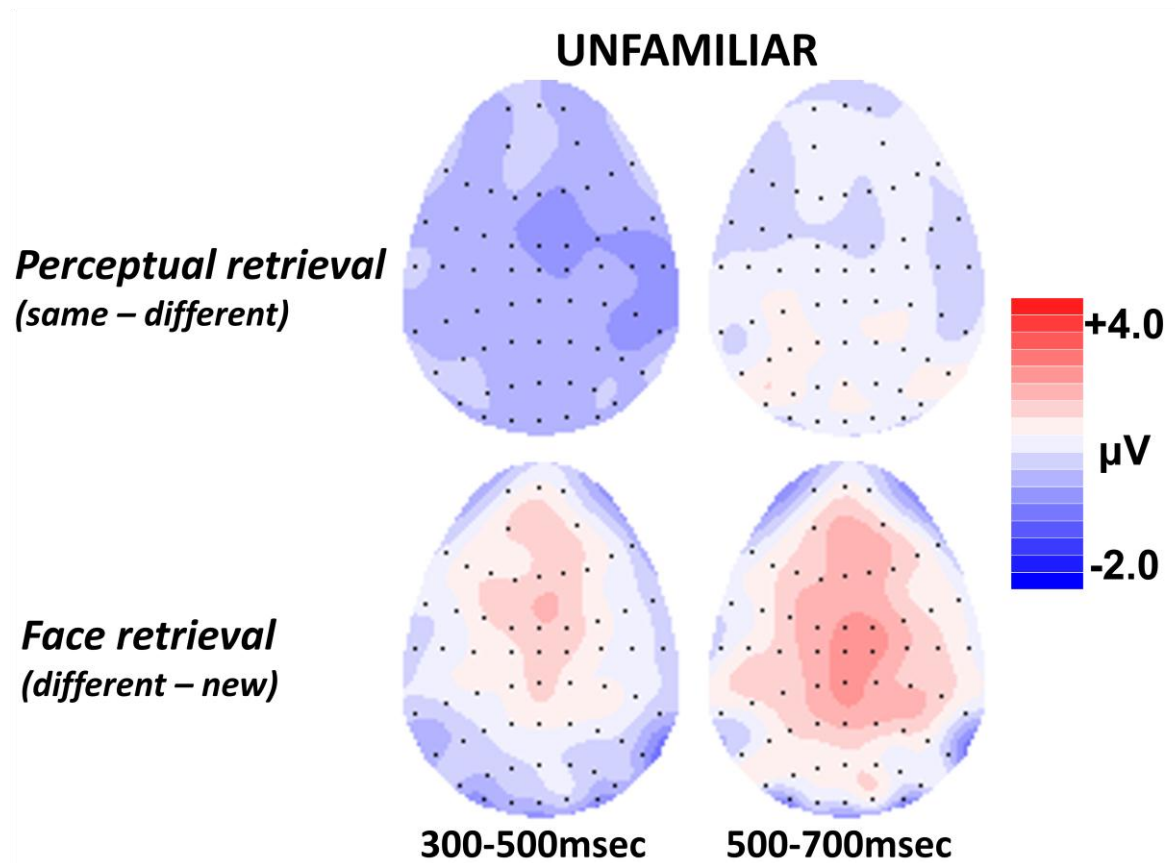 UNFAMILIAR
Perceptual retrieval
(same – different)
+4.0
µV
-2.0
Face retrieval
(different – new)
300-500msec
500-700msec